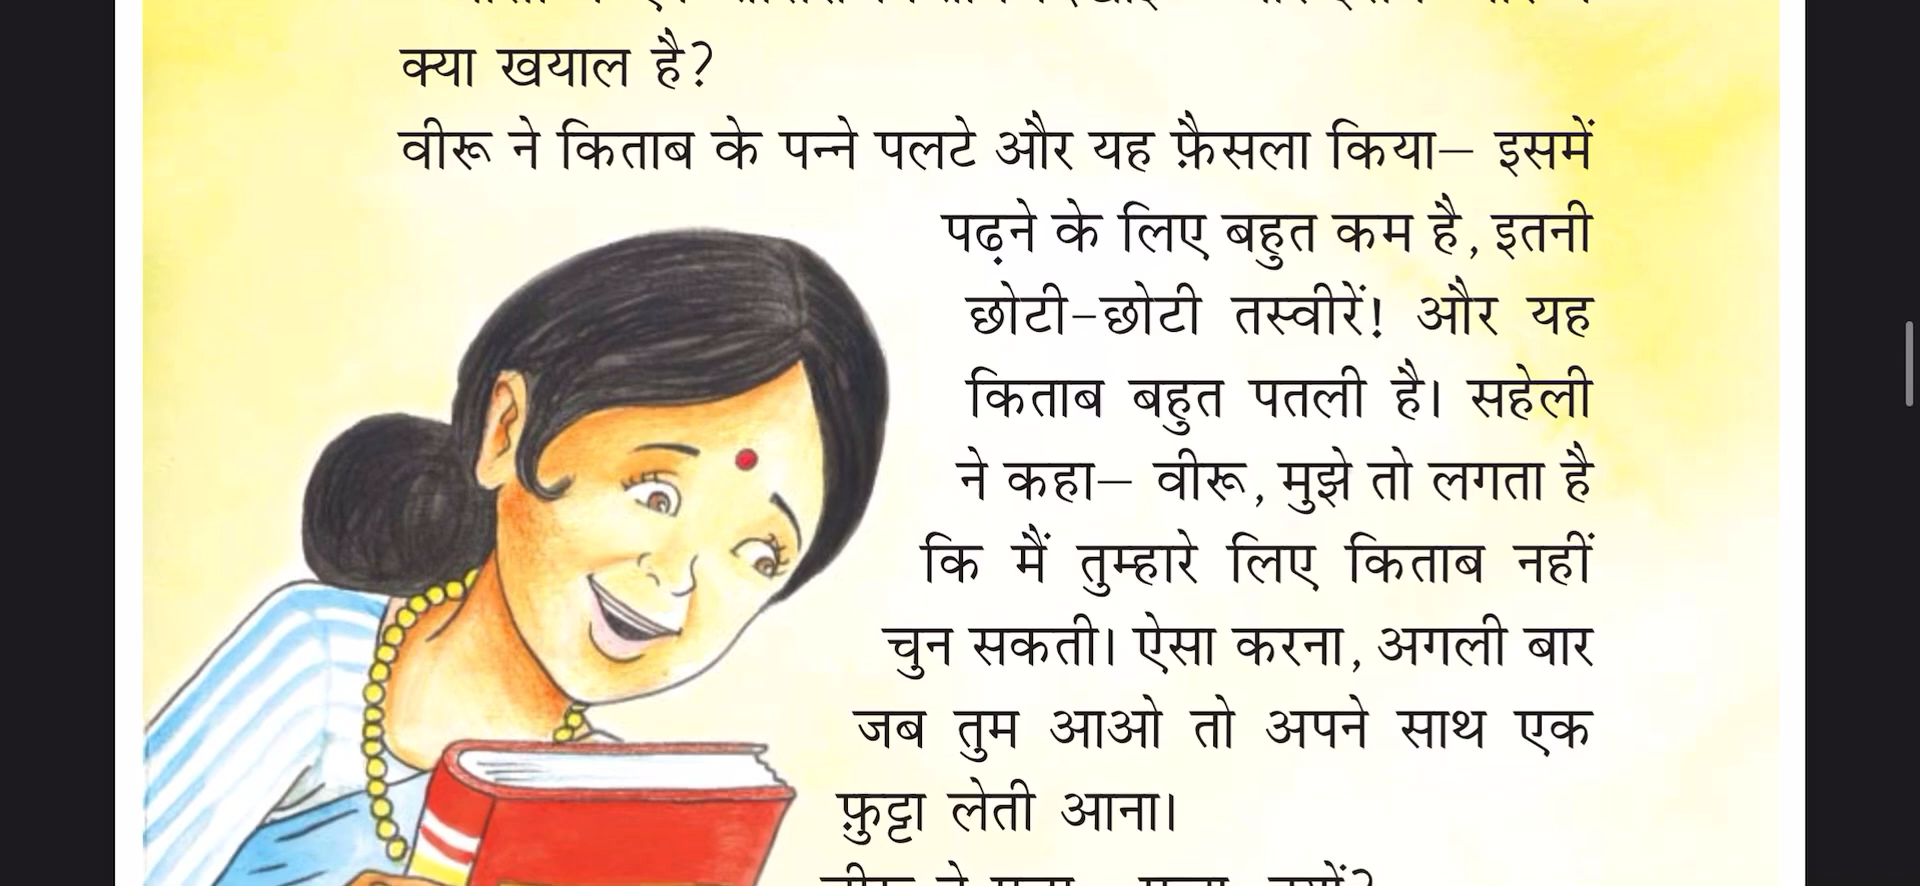 क्या खयाल है?
वीरू ने किताब के पन्ने पलटे और यह फ़ैसला किया– इसमें
पढ़ने के लिए बहुत कम है, इतनी
छोटी-छोटी तस्वीरें! और यह
किताब बहुत पतली है। सहेली
ने कहा– वीरू, मुझे तो लगता है
कि मैं तुम्हारे लिए किताब नहीं
चुन सकती। ऐसा करना, अगली बार
जब तुम आओ तो अपने साथ एक
फ़ुट्टा लेती आना।